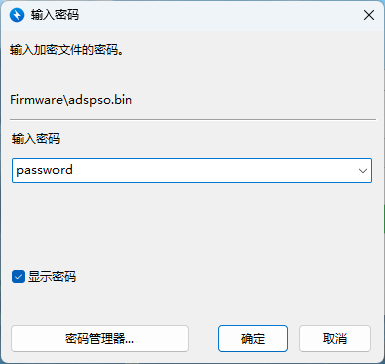 输入密码
输入加密文件的密码。
Firmware\adspso.bin
输入密码
password
显示密码
密码管理器...
确定
取消